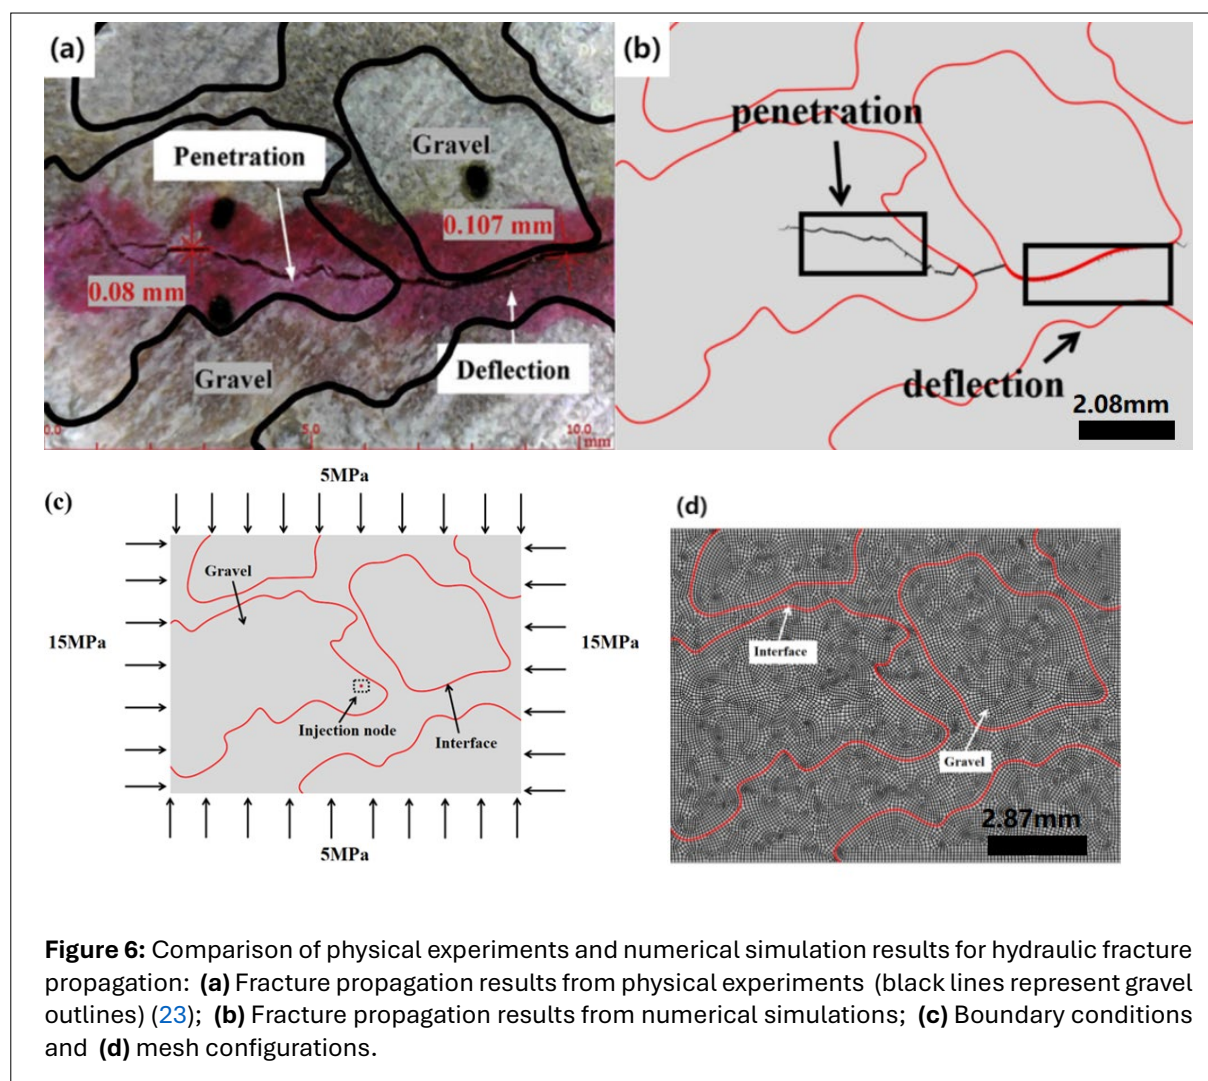 (a)
Gravel
Penetration
0.107 mm
0.08 mm
Gravel
Deflection
0.0
5.0
10.0
mm
(b)
penetration
deflection
2.08mm
(c)
5MPa
Gravel
15MPa
15MPa
Injection node
Interface
5MPa
(d)
Interface
Gravel
2.87mm
Figure 6: Comparison of physical experiments and numerical simulation results for hydraulic fracture
propagation: (a) Fracture propagation results from physical experiments (black lines represent gravel
outlines) (23); (b) Fracture propagation results from numerical simulations; (c) Boundary conditions
and (d) mesh configurations.